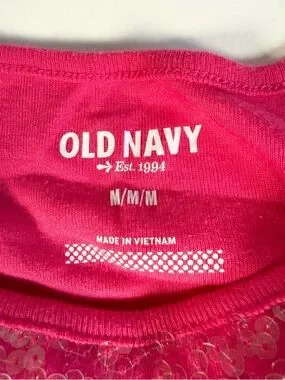 OLD NAVY
Est. 1994
M/M/M
MADE IN VIETNAM